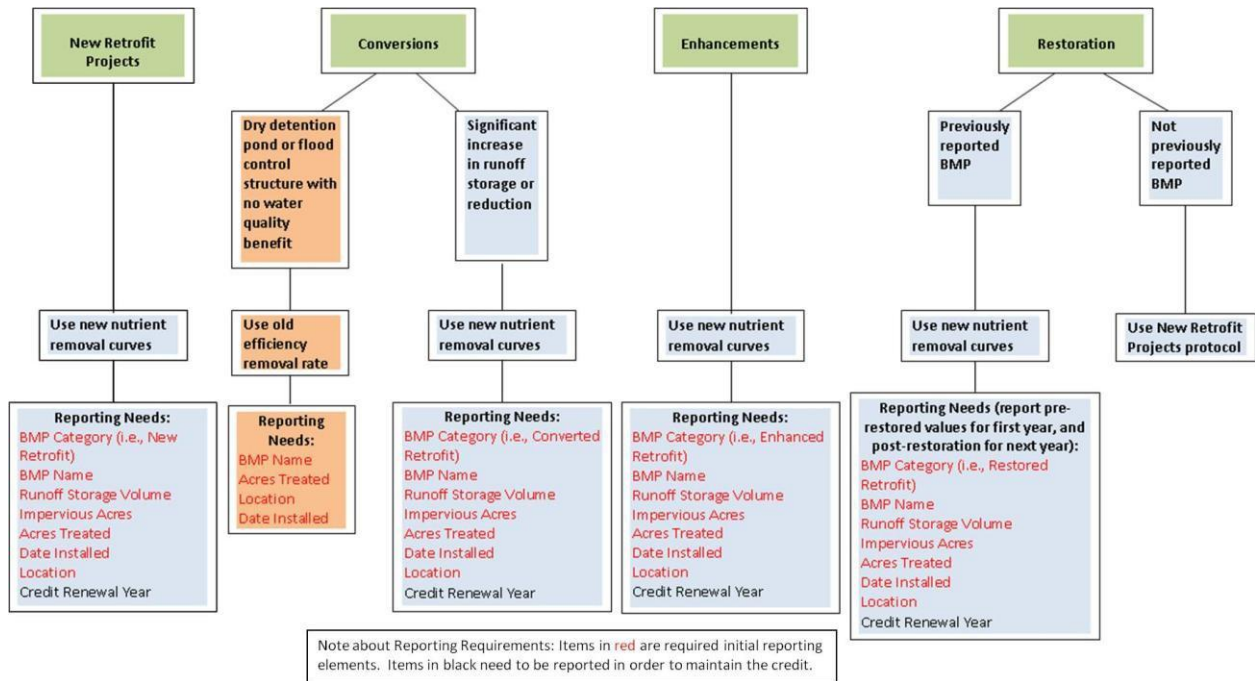 New Retrofit
Projects
Conversions
Enhancements
Restoration
Dry detention
pond or flood
control
structure with
no water
quality
benefit
Significant
increase
in runoff
storage or
reduction
Previously
reported
BMP
Not
previously
reported
BMP
Use new nutrient
removal curves
Use old
efficiency
removal rate
Use new nutrient
removal curves
Use new nutrient
removal curves
Use new nutrient
removal curves
Use New Retrofit
Projects protocol
Reporting Needs:
BMP Category (i.e., New
Retrofit)
BMP Name
Runoff Storage Volume
Impervious Acres
Acres Treated
Date Installed
Location
Credit Renewal Year
Reporting
Needs:
BMP Name
Acres Treated
Location
Date Installed
Reporting Needs:
BMP Category (i.e., Converted
Retrofit)
BMP Name
Runoff Storage Volume
Impervious Acres
Acres Treated
Date Installed
Location
Credit Renewal Year
Reporting Needs:
BMP Category (i.e., Enhanced
Retrofit)
BMP Name
Runoff Storage Volume
Impervious Acres
Acres Treated
Date Installed
Location
Credit Renewal Year
Reporting Needs (report pre-
restored values for first year, and
post-restoration for next year):
BMP Category (i.e., Restored
Retrofit)
BMP Name
Runoff Storage Volume
Impervious Acres
Acres Treated
Date Installed
Location
Credit Renewal Year
Note about Reporting Requirements: Items in red are required initial reporting
elements. Items in black need to be reported in order to maintain the credit.